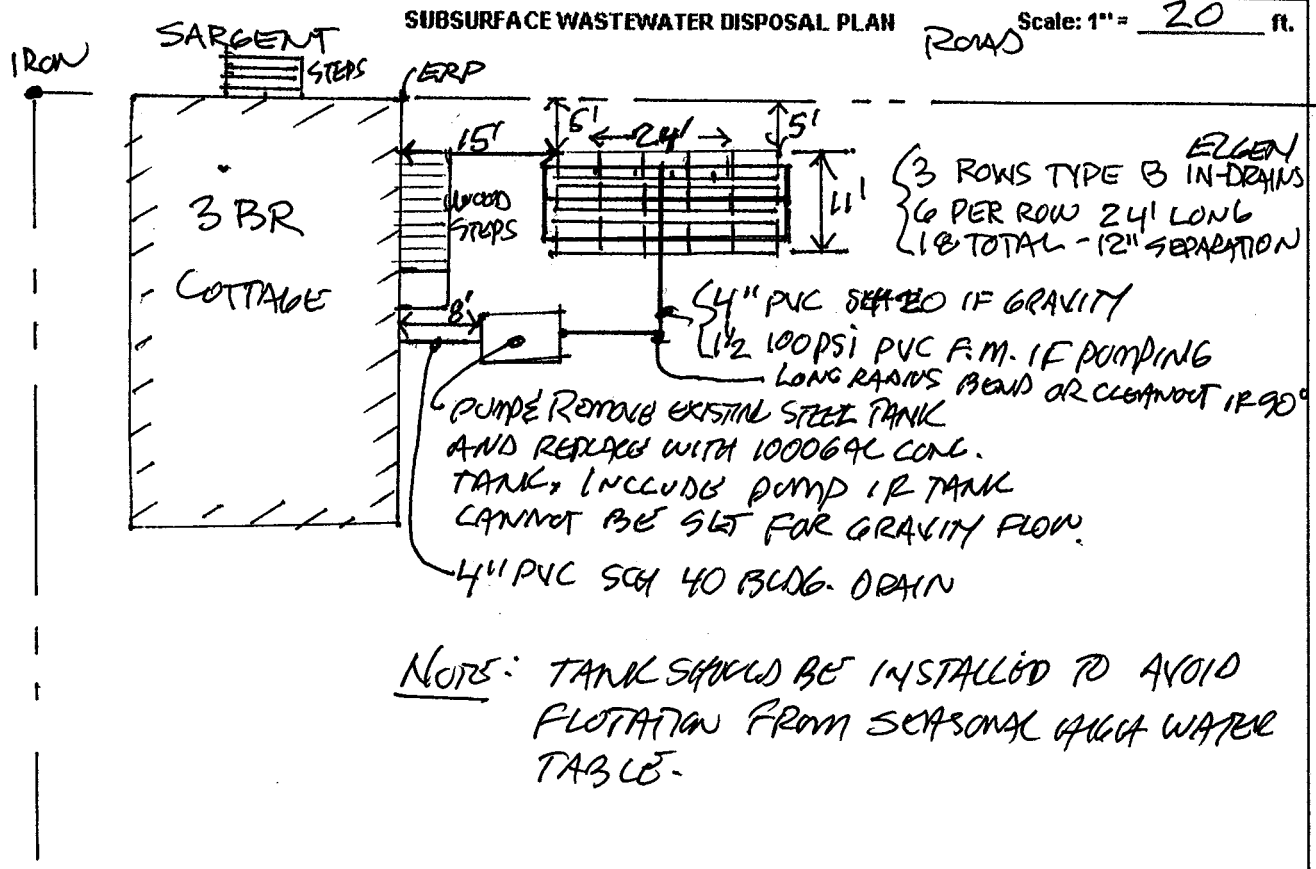 SUBSURFACE WASTEWATER DISPOSAL PLAN
Scale: 1" = 20 ft.
ROAD
SARGENT
IRON
STEPS
ERP
15'
5'
24'
5'
11'
WOOD
STEPS
3 BR
COTTAGE
8'
ELGEN
3 ROWS TYPE B IN-DRAINS
6 PER ROW 24' LONG
18 TOTAL - 12" SEPARATION
4" PVC IF GRAVITY
1 1/2 100PSI PVC F.M. IF PUMPING
LONG RADIUS BEND OR CLEANOUT IF 90°
PUMP & REMOVE EXISTING STEEL TANK
AND REPLACE WITH 1000GAL CONC.
TANK. INCLUDE PUMP IF TANK
CANNOT BE SET FOR GRAVITY FLOW.
4" PVC SCH 40 BLDG. DRAIN
NOTE: TANK SHOULD BE INSTALLED TO AVOID
FLOTATION FROM SEASONAL HIGH WATER
TABLE.